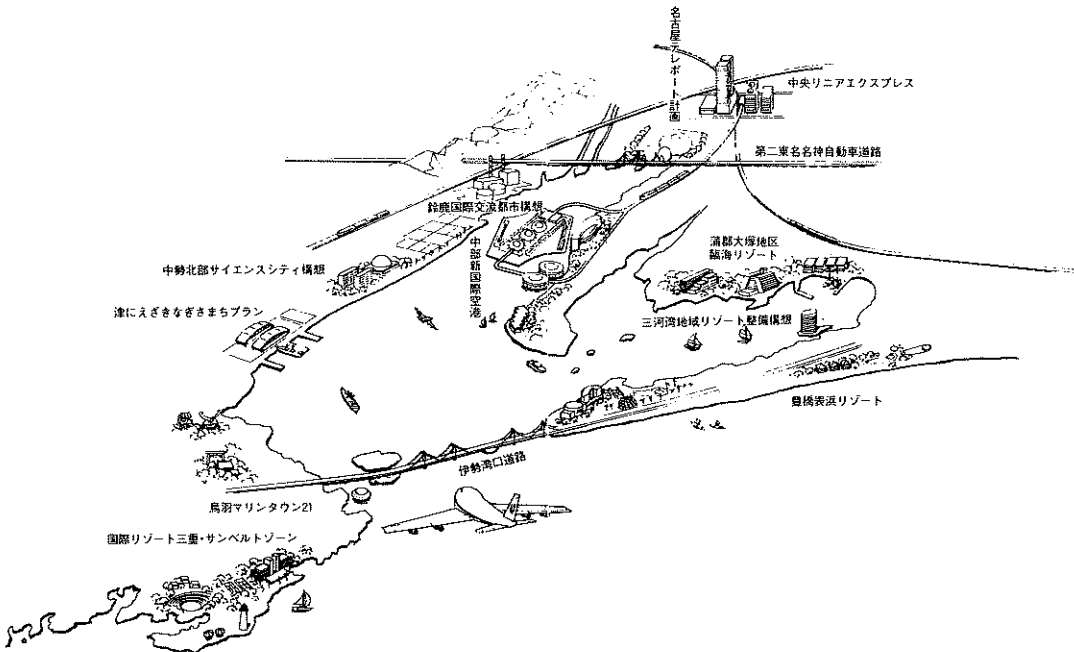 名古屋テレポート計画
中央リニアエクスプレス
第二東名名神自動車道路
鈴鹿国際交流都市構想
中部新国際空港
蒲郡大塚地区
臨海リゾート
中勢北部サイエンスシティ構想
津にえざきなぎさまちプラン
三河湾地域リゾート整備構想
豊橋表浜リゾート
伊勢湾口道路
鳥羽マリンタウン21
国際リゾート三重・サンベルトゾーン